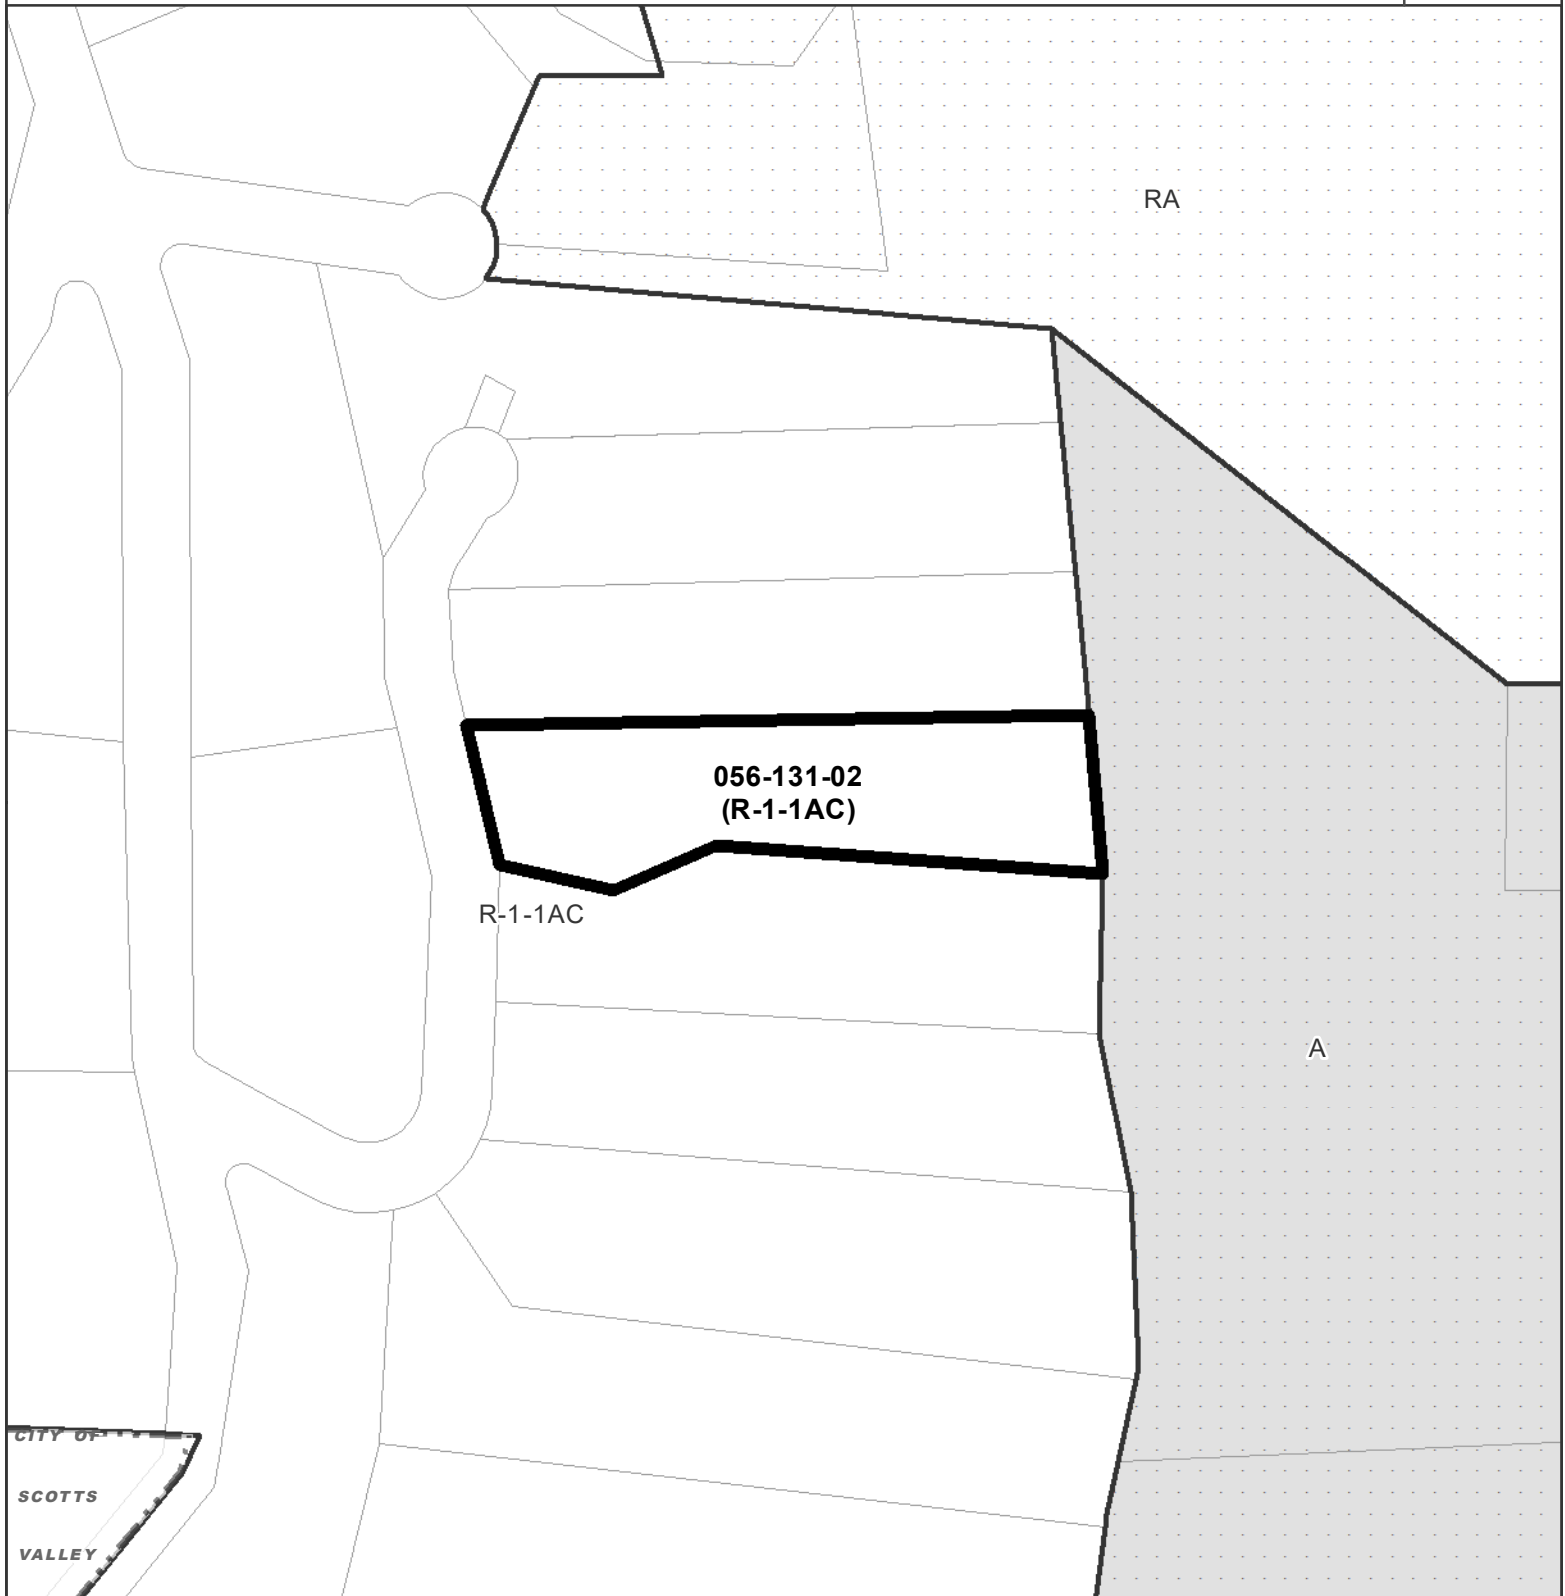 RA
056-131-02
(R-1-1AC)
R-1-1AC
A
CITY OF
SCOTTS
VALLEY